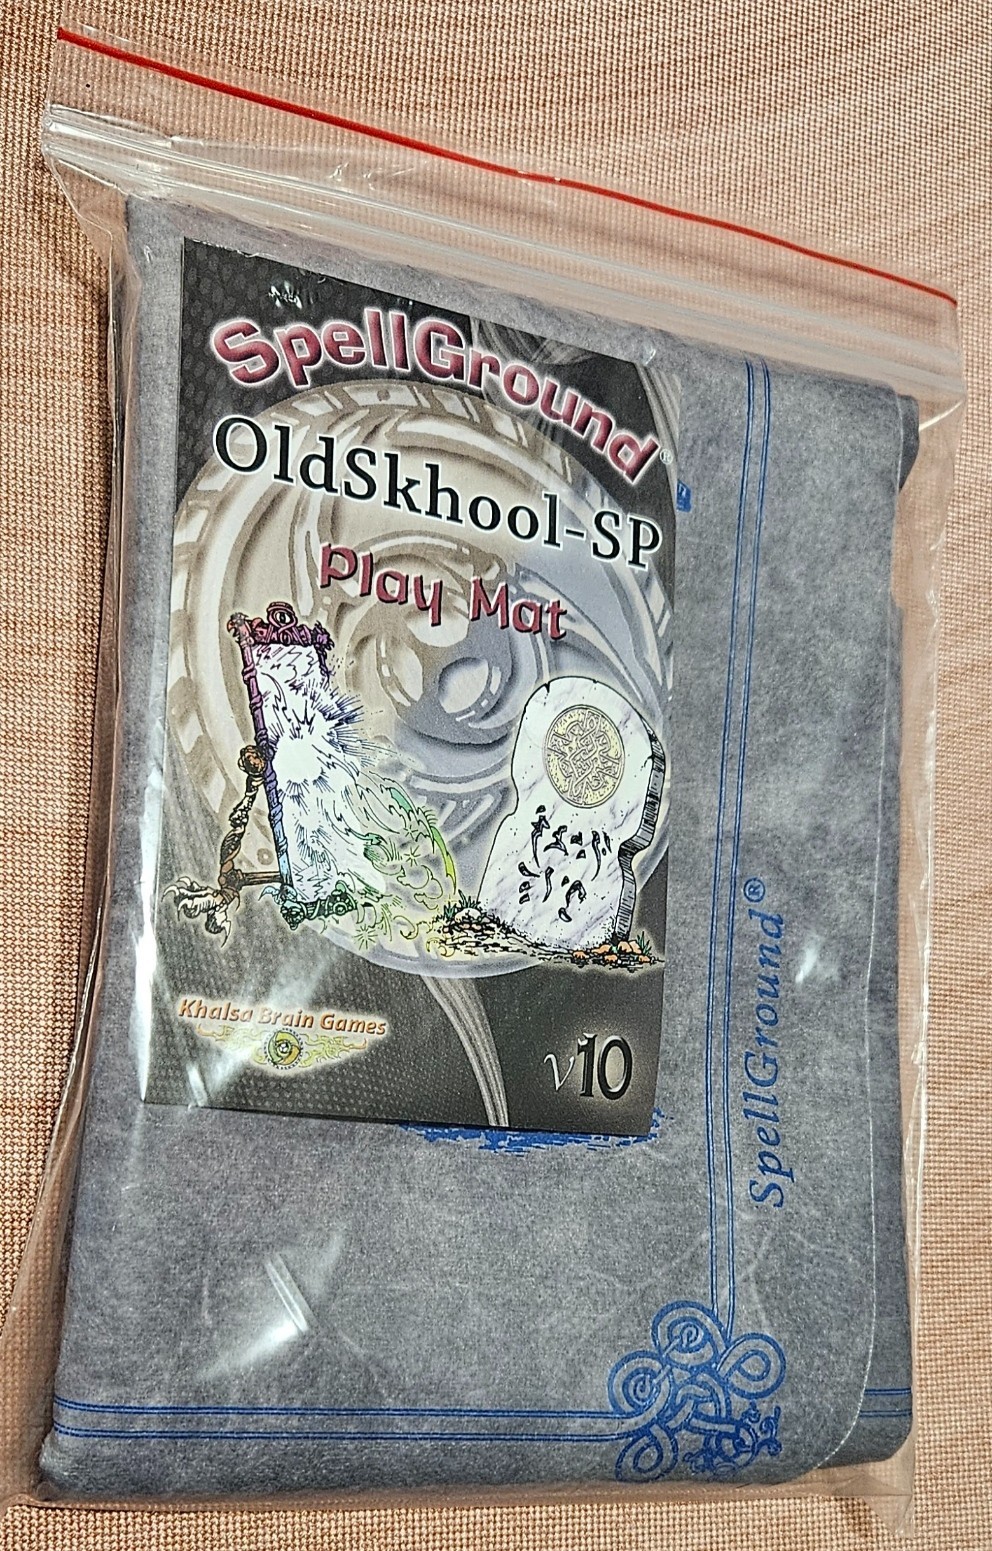 SpellGround®
OldSkhool-SP
Play Mat
Khalsa Brain Games
v10
SpellGround®